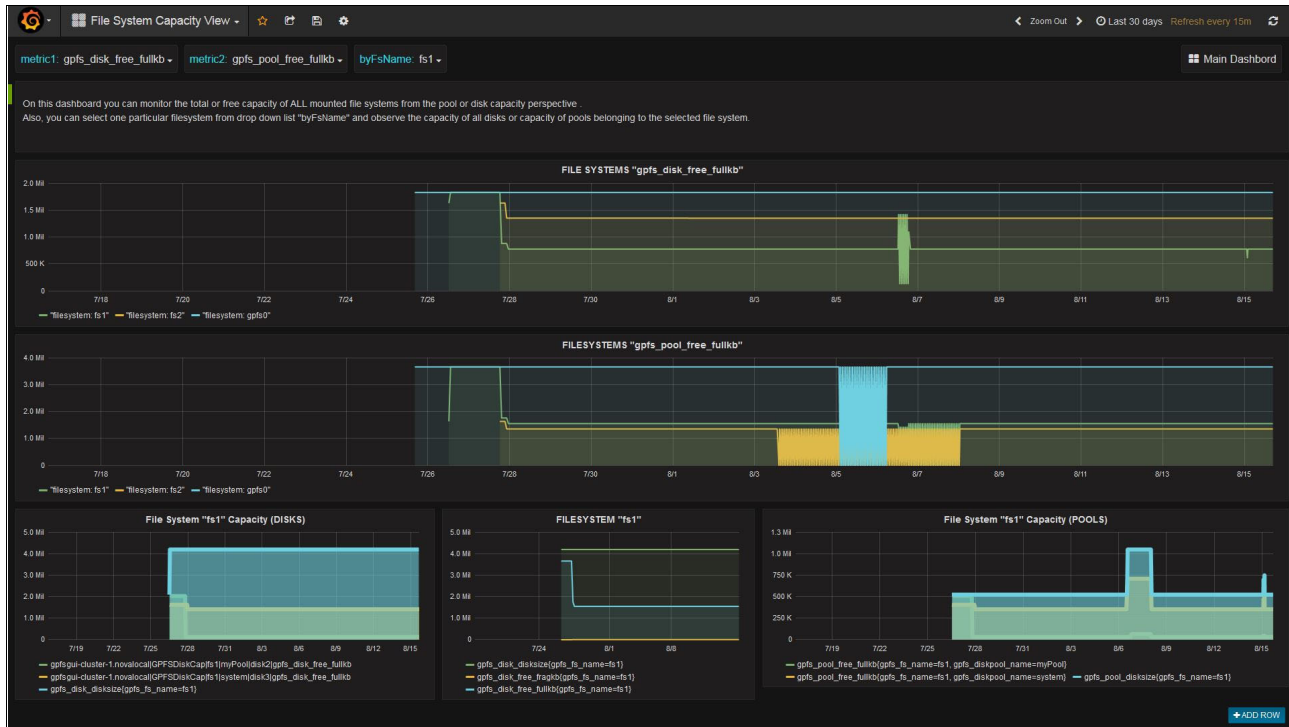 File System Capacity View
Zoom Out
Last 30 days
Refresh every 15m
metric1: gpfs_disk_free_fullkb
metric2: gpfs_pool_free_fullkb
byFsName: fs1
Main Dashbord
On this dashboard you can monitor the total or free capacity of ALL mounted file systems from the pool or disk capacity perspective .
Also, you can select one particular filesystem from drop down list "byFsName" and observe the capacity of all disks or capacity of pools belonging to the selected file system.
FILE SYSTEMS "gpfs_disk_free_fullkb"
2.0 Mil
1.5 Mil
1.0 Mil
500 K
0
7/18 7/20 7/22 7/24 7/26 7/28 7/30 8/1 8/3 8/5 8/7 8/9 8/11 8/13 8/15
"filesystem: fs1" "filesystem: fs2" "filesystem: gpfs0"
FILESYSTEMS "gpfs_pool_free_fullkb"
4.0 Mil
3.0 Mil
2.0 Mil
1.0 Mil
0
7/18 7/20 7/22 7/24 7/26 7/28 7/30 8/1 8/3 8/5 8/7 8/9 8/11 8/13 8/15
"filesystem: fs1" "filesystem: fs2" "filesystem: gpfs0"
File System "fs1" Capacity (DISKS)
5.0 Mil
4.0 Mil
3.0 Mil
2.0 Mil
1.0 Mil
0
7/19 7/22 7/25 7/28 7/31 8/3 8/6 8/9 8/12 8/15
gpfsgui-cluster-1.novalocal|GPFSDiskCap|fs1|myPool|disk2|gpfs_disk_free_fullkb
gpfsgui-cluster-1.novalocal|GPFSDiskCap|fs1|system|disk3|gpfs_disk_free_fullkb
gpfs_disk_disksize{gpfs_fs_name=fs1}
FILESYSTEM "fs1"
5.0 Mil
4.0 Mil
3.0 Mil
2.0 Mil
1.0 Mil
0
7/24 8/1 8/8
gpfs_disk_disksize{gpfs_fs_name=fs1}
gpfs_disk_free_fragkb{gpfs_fs_name=fs1}
gpfs_disk_free_fullkb{gpfs_fs_name=fs1}
File System "fs1" Capacity (POOLS)
1.3 Mil
1.0 Mil
750 K
500 K
250 K
0
7/19 7/22 7/25 7/28 7/31 8/3 8/6 8/9 8/12 8/15
gpfs_pool_free_fullkb{gpfs_fs_name=fs1, gpfs_diskpool_name=myPool}
gpfs_pool_free_fullkb{gpfs_fs_name=fs1, gpfs_diskpool_name=system} gpfs_pool_disksize{gpfs_fs_name=fs1}
+ADD ROW